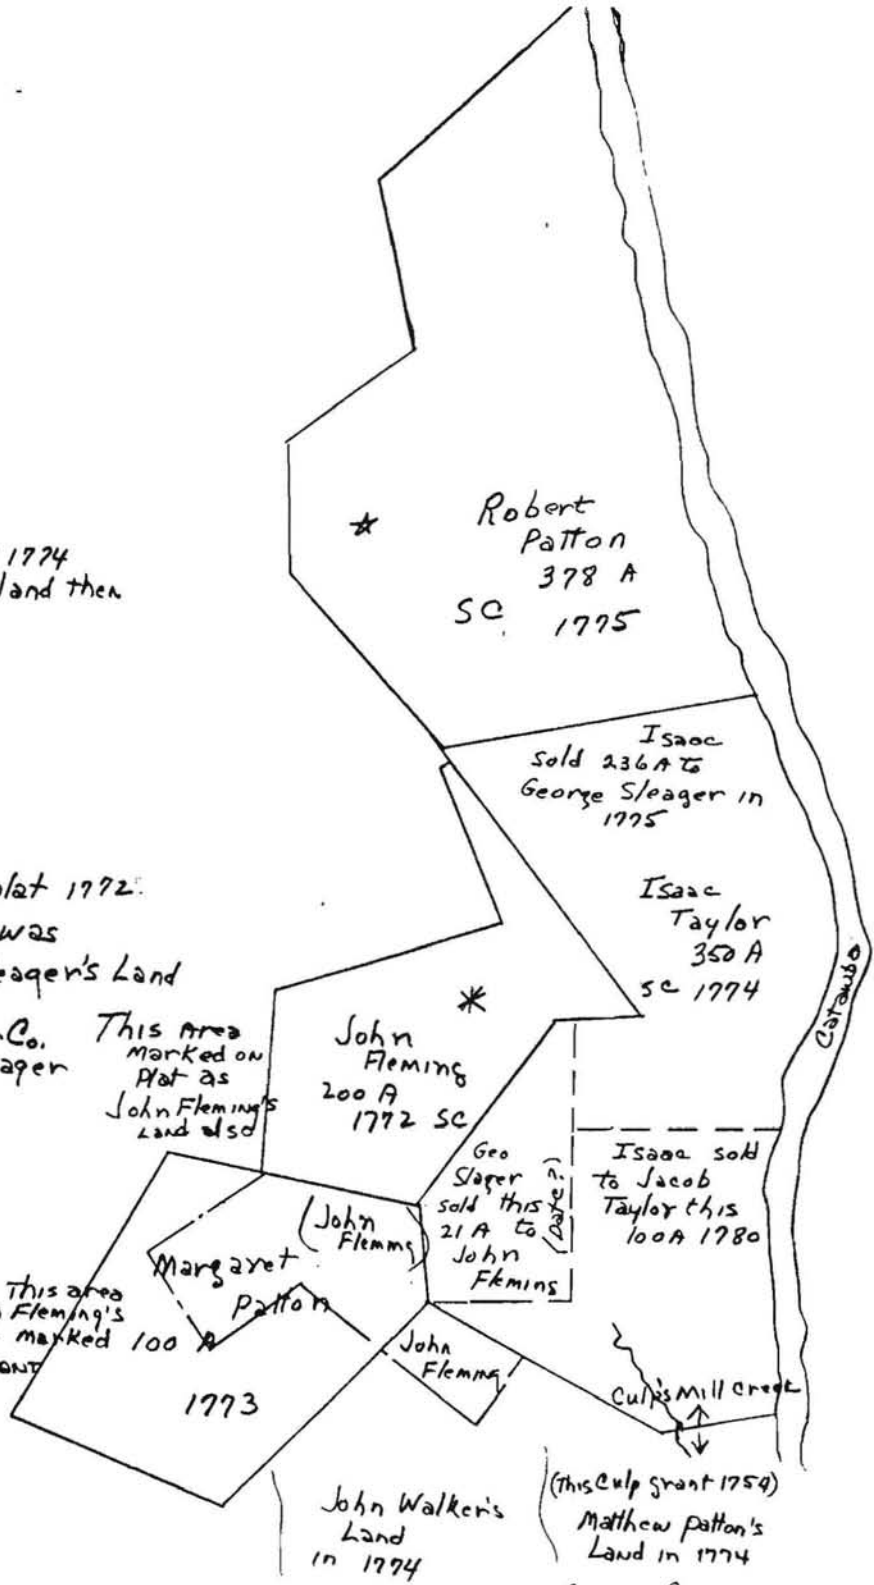 Robert
Patton
378 A
SC 1775
1774
land then
Isaac
sold 236 A to
George Sleager in
1775
Isaac
Taylor
350 A
SC 1774
Catawba
plat 1772
was
eager's Land
Co.
ager
This Area
marked on
Plat as
John Fleming's
Land also
John
Fleming
200 A
1772 SC
Geo
Slager
sold this
21 A to
John
Fleming
(Date?)
Isaac sold
to Jacob
Taylor this
100A 1780
(John
Fleming)
Margaret
Patton
100 A
1773
This area
Fleming's
marked
John
Fleming
Culp's Mill Creek
John Walker's
Land
in 1774
(This Culp grant 1754)
Matthew Patton's
Land in 1774